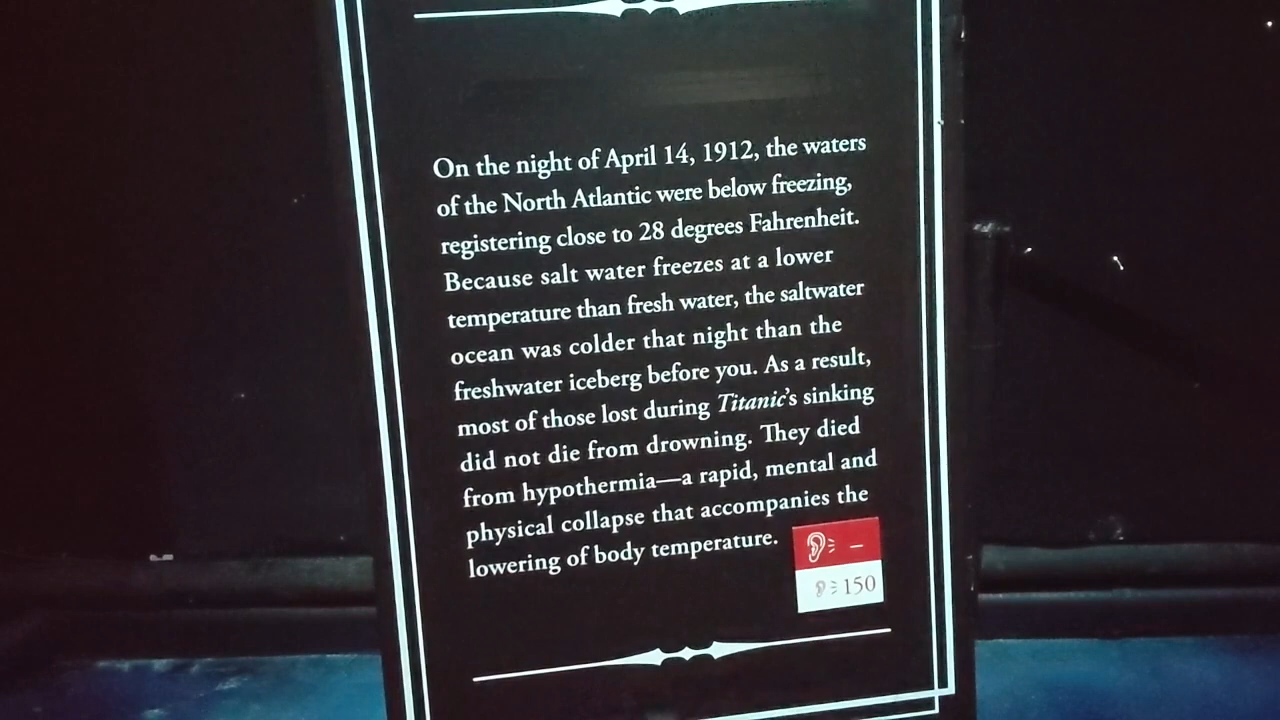 On the night of April 14, 1912, the waters
of the North Atlantic were below freezing,
registering close to 28 degrees Fahrenheit.
Because salt water freezes at a lower
temperature than fresh water, the saltwater
ocean was colder that night than the
freshwater iceberg before you. As a result,
most of those lost during Titanic's sinking
did not die from drowning. They died
from hypothermia—a rapid, mental and
physical collapse that accompanies the
lowering of body temperature.
–
150